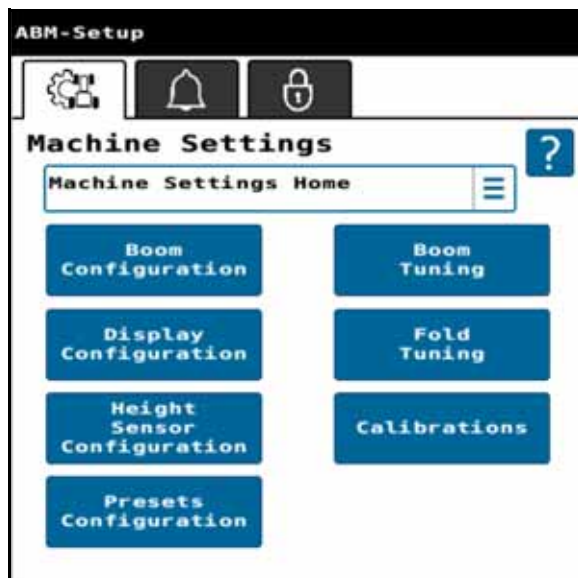 ABM-Setup
Machine Settings
?
Machine Settings Home
Boom
Configuration
Boom
Tuning
Display
Configuration
Fold
Tuning
Height
Sensor
Configuration
Calibrations
Presets
Configuration